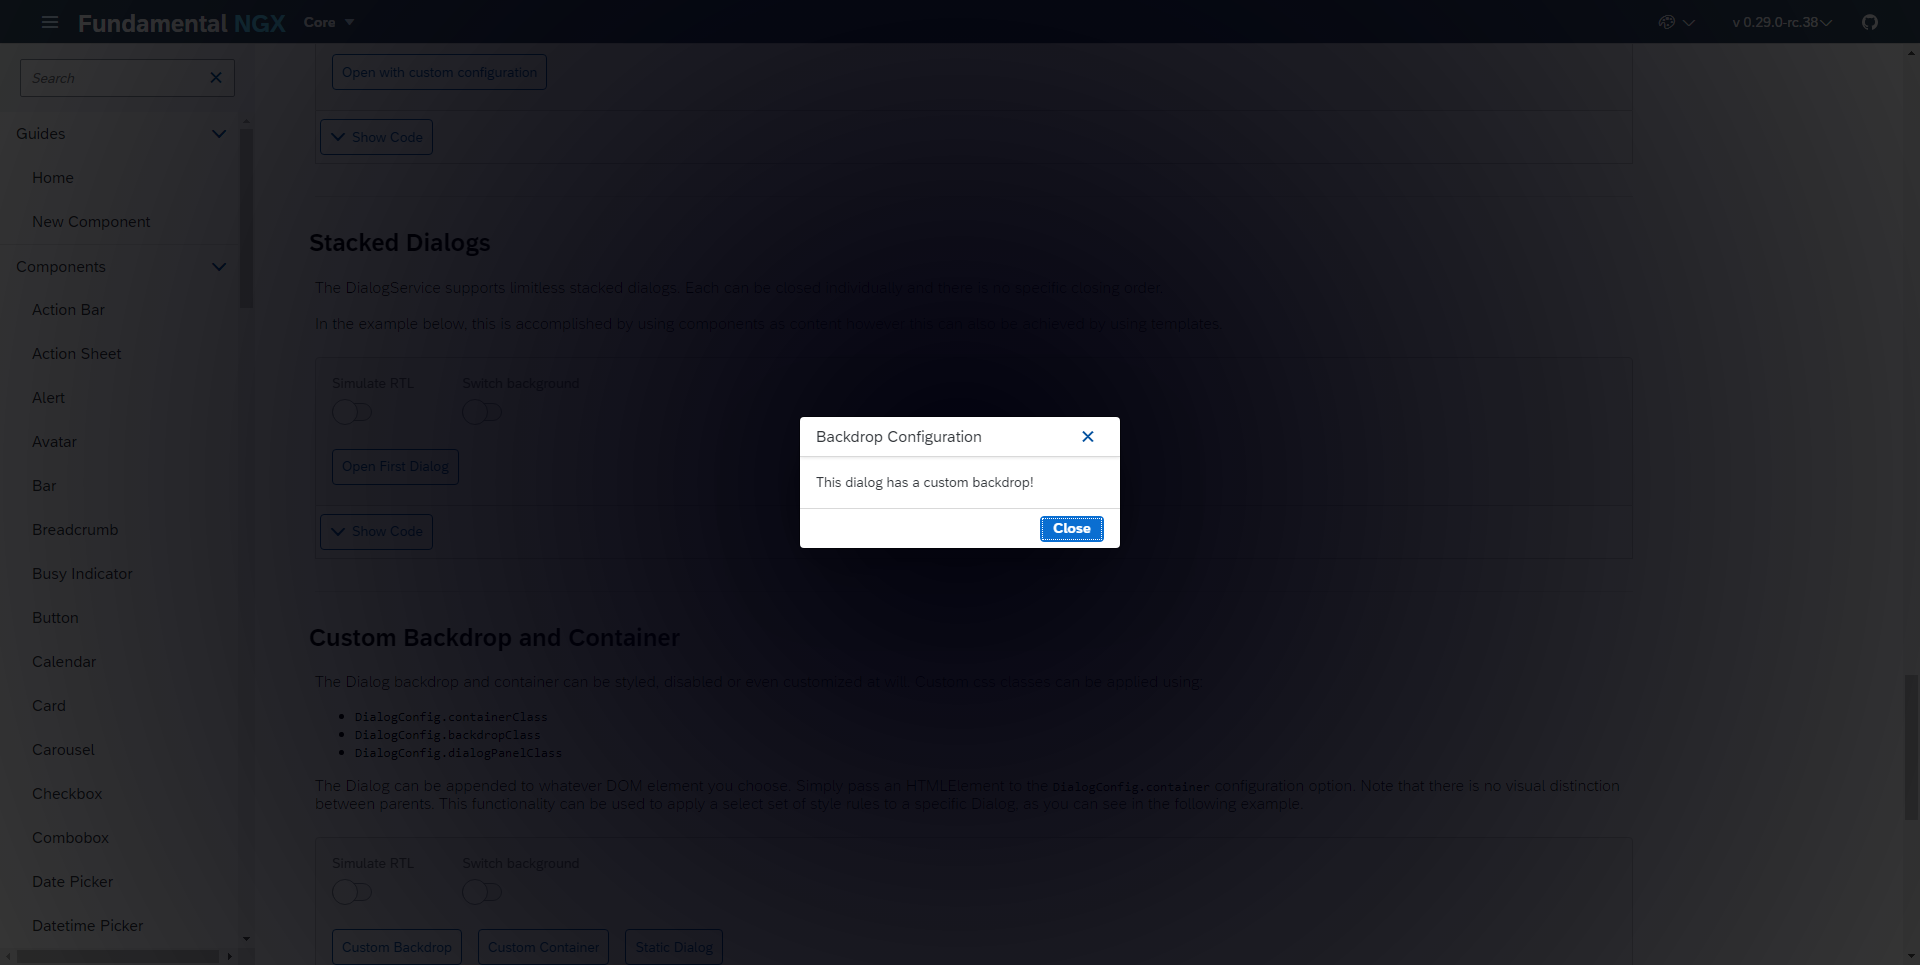 Fundamental NGX
Core
v 0.29.0-rc.38
Search
Guides
Home
New Component
Components
Action Bar
Action Sheet
Alert
Avatar
Bar
Breadcrumb
Busy Indicator
Button
Calendar
Card
Carousel
Checkbox
Combobox
Date Picker
Datetime Picker
Open with custom configuration
Show Code
Stacked Dialogs
The DialogService supports limitless stacked dialogs. Each can be closed individually and there is no specific closing order.
In the example below, this is accomplished by using components as content however this can also be achieved by using templates.
Simulate RTL
Switch background
Open First Dialog
Show Code
Backdrop Configuration
This dialog has a custom backdrop!
Close
Custom Backdrop and Container
The Dialog backdrop and container can be styled, disabled or even customized at will. Custom css classes can be applied using:
DialogConfig.containerClass
DialogConfig.backdropClass
DialogConfig.dialogPanelClass
The Dialog can be appended to whatever DOM element you choose. Simply pass an HTMLElement to the DialogConfig.container configuration option. Note that there is no visual distinction
between parents. This functionality can be used to apply a select set of style rules to a specific Dialog, as you can see in the following example.
Simulate RTL
Switch background
Custom Backdrop
Custom Container
Static Dialog